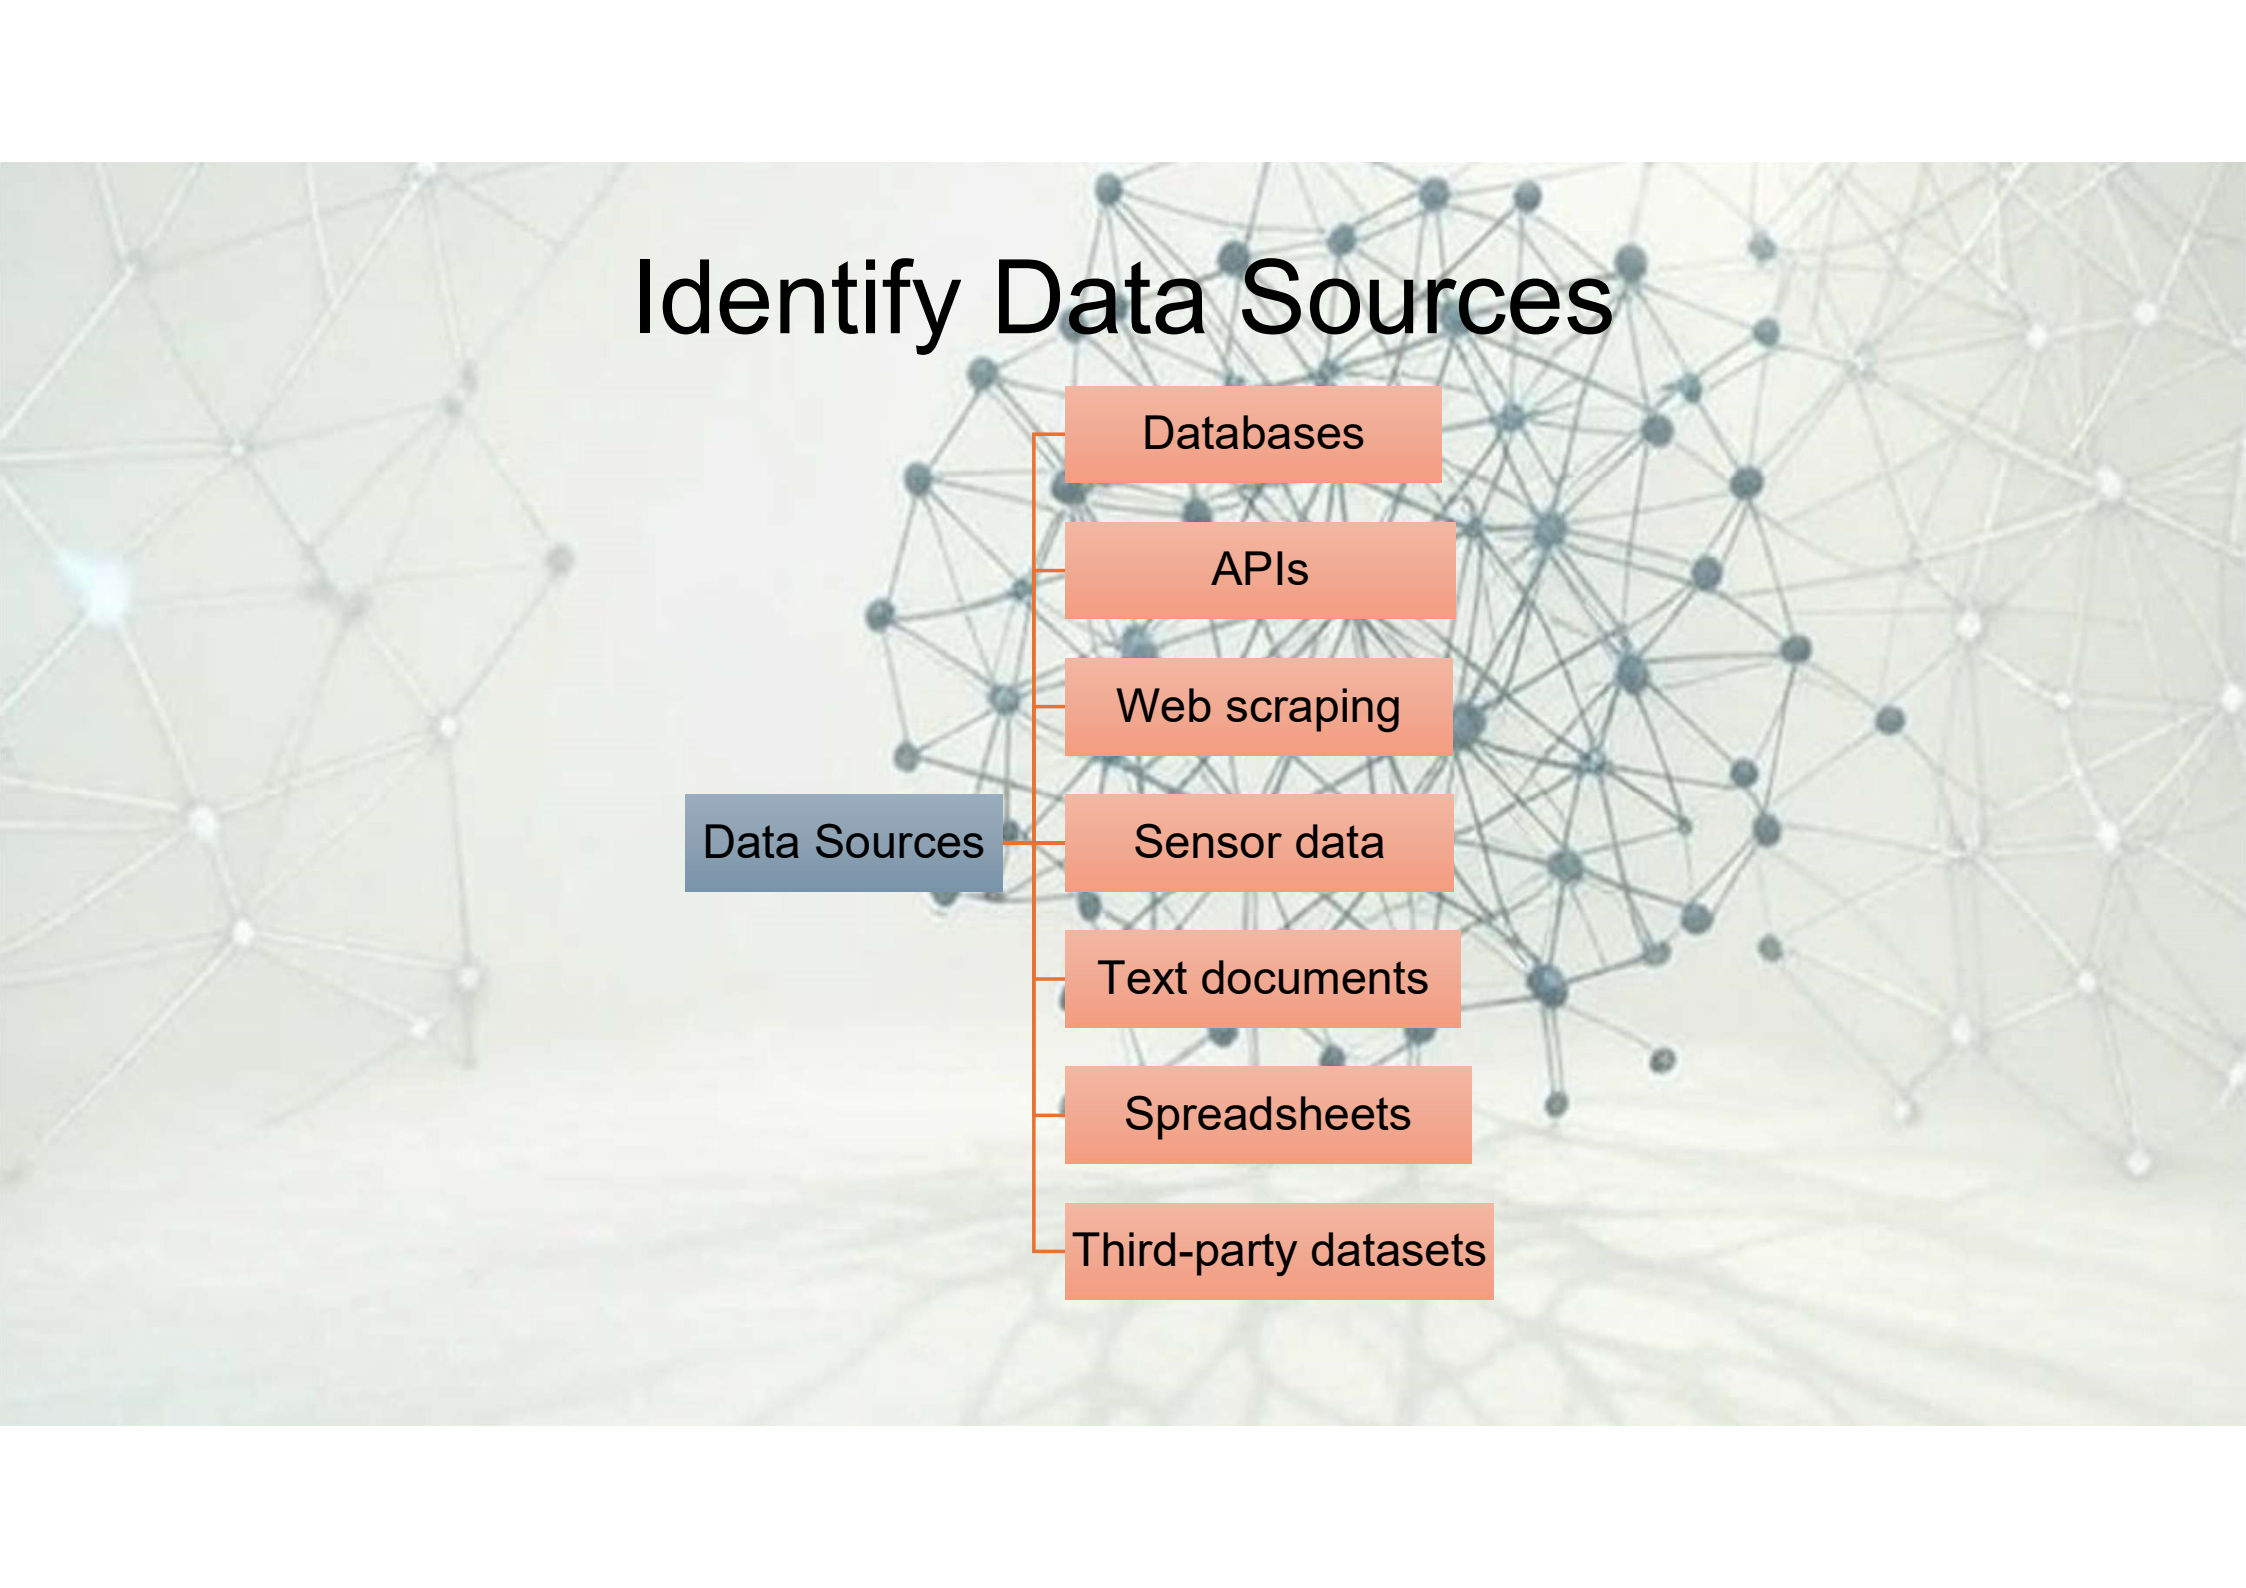 Identify Data Sources
Databases
APIs
Web scraping
Data Sources
Sensor data
Text documents
Spreadsheets
Third-party datasets